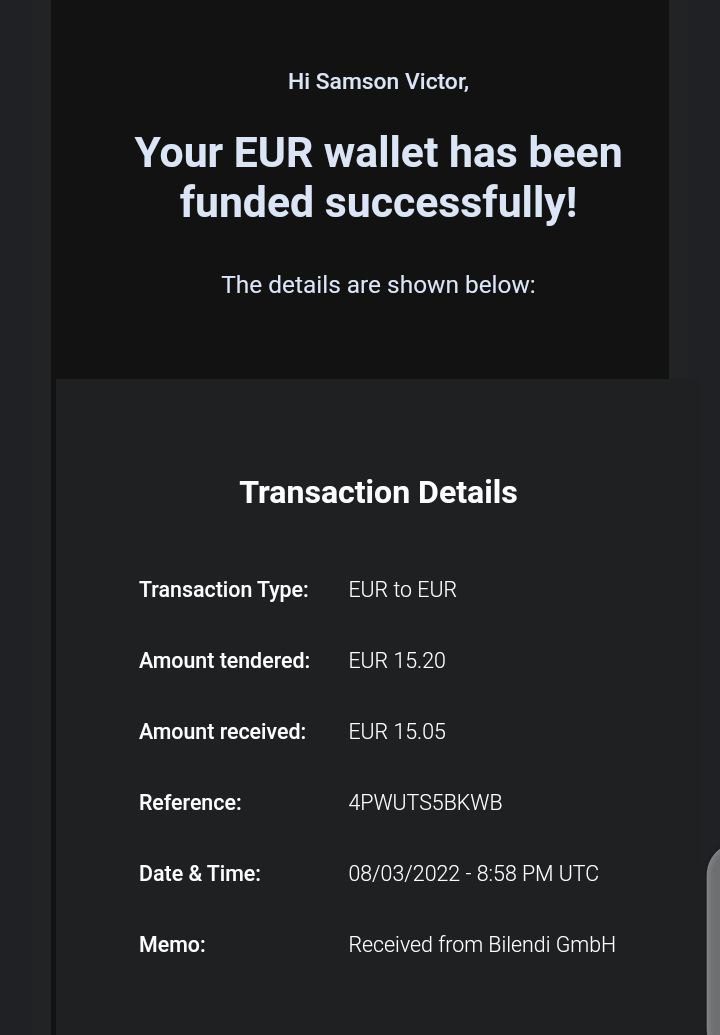 Hi Samson Victor,
Your EUR wallet has been
funded successfully!
The details are shown below:
Transaction Details
Transaction Type: EUR to EUR
Amount tendered: EUR 15.20
Amount received: EUR 15.05
Reference: 4PWUTS5BKWB
Date & Time: 08/03/2022 - 8:58 PM UTC
Memo: Received from Bilendi GmbH